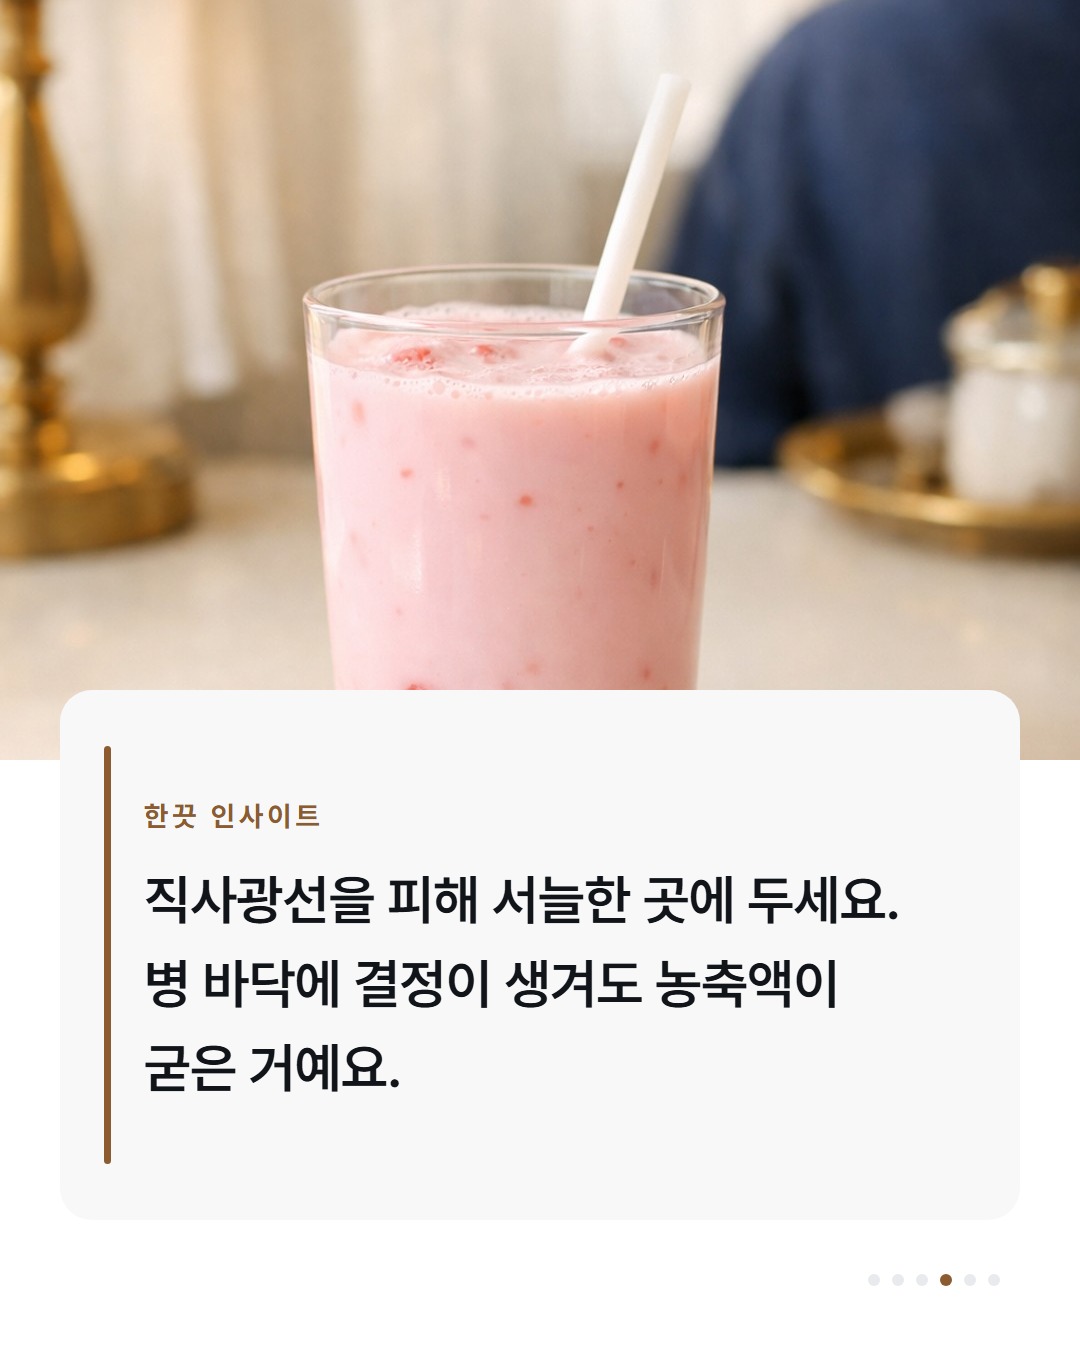 한끗 인사이트
직사광선을 피해 서늘한 곳에 두세요.
병 바닥에 결정이 생겨도 농축액이
굳은 거예요.